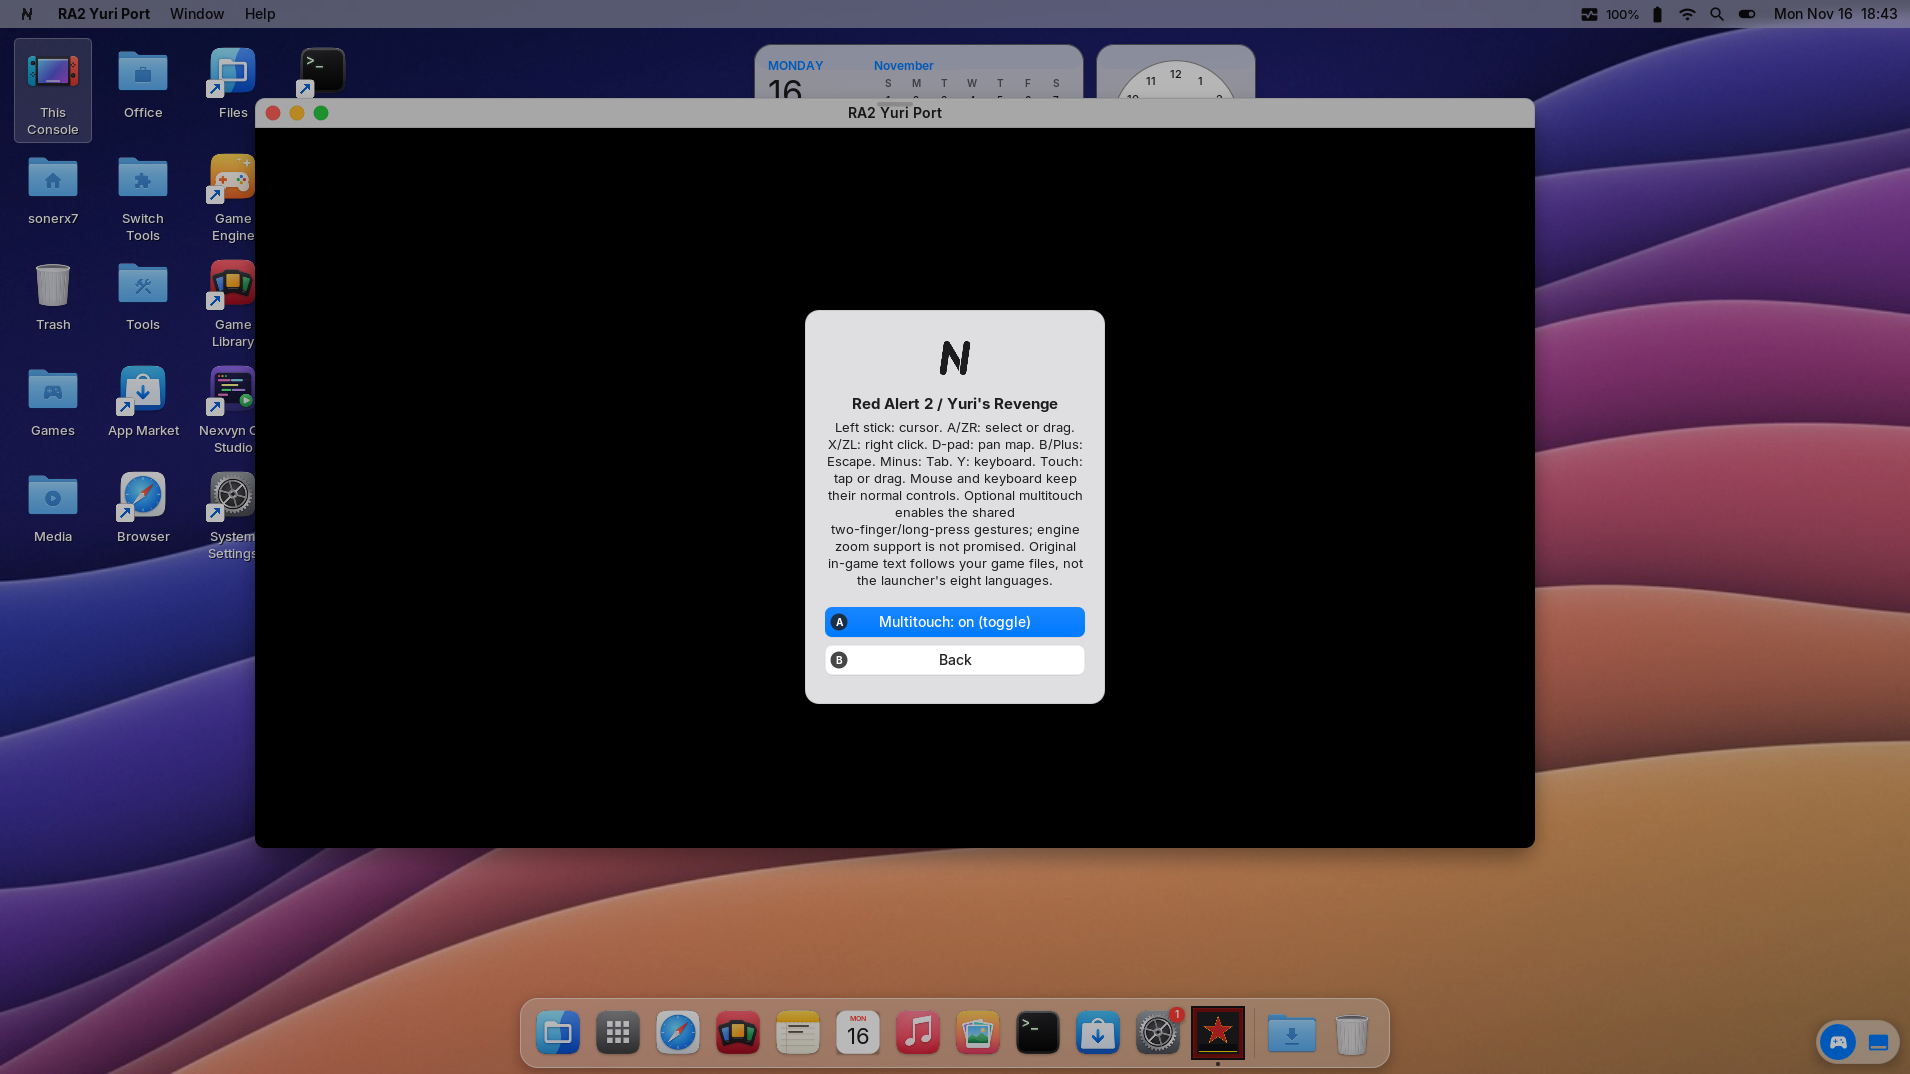 RA2 Yuri Port Window Help
100%
Mon Nov 16 18:43
This
Console
Office
Files
>_
MONDAY
16
November
S M T W T F S
11 12 1
RA2 Yuri Port
sonerx7
Switch
Tools
Game
Engine
Trash
Tools
Game
Library
Games
App Market
Nexvyn
Studio
Media
Browser
System
Settings
N
Red Alert 2 / Yuri's Revenge
Left stick: cursor. A/ZR: select or drag.
X/ZL: right click. D-pad: pan map. B/Plus:
Escape. Minus: Tab. Y: keyboard. Touch:
tap or drag. Mouse and keyboard keep
their normal controls. Optional multitouch
enables the shared
two-finger/long-press gestures; engine
zoom support is not promised. Original
in-game text follows your game files, not
the launcher's eight languages.
A Multitouch: on (toggle)
B Back
MON
16
>_
1